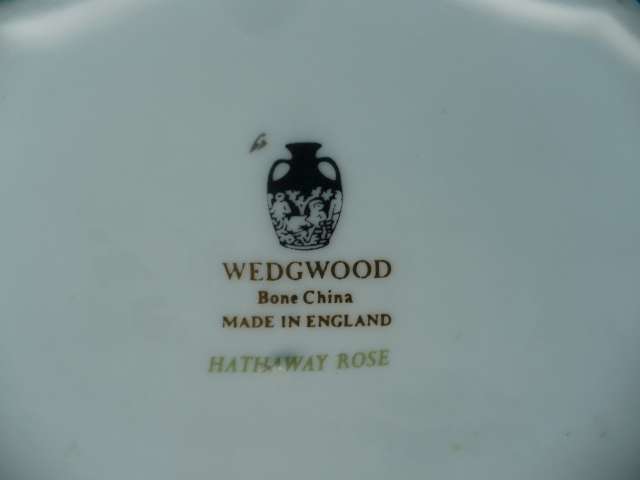 WEDGWOOD
Bone China
MADE IN ENGLAND
HATHAWAY ROSE